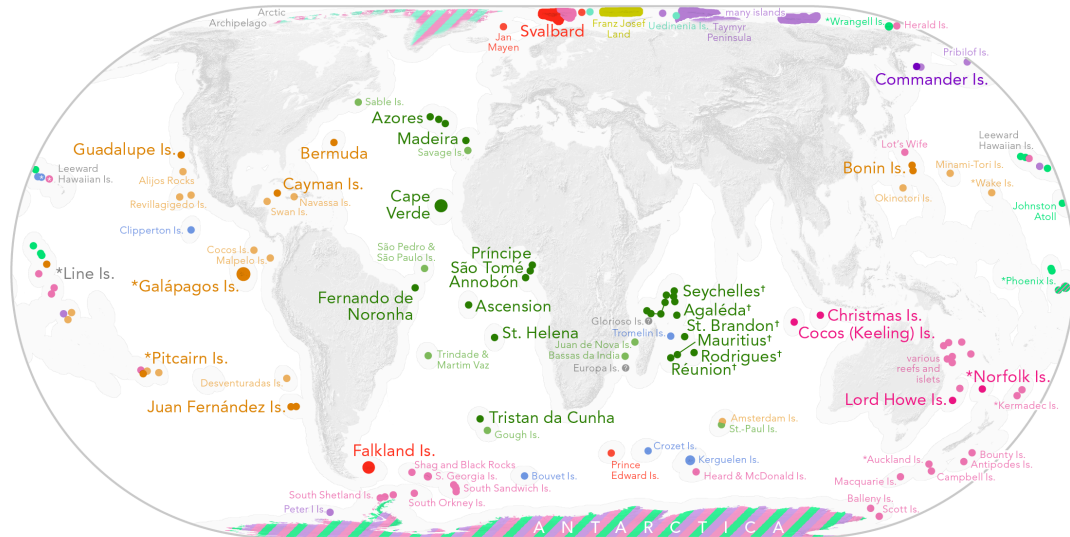 Arctic
Archipelago
Jan
Mayen
Svalbard
Franz Josef
Land
Uedinenia Is.
many islands
Taymyr
Peninsula
*Wrangell Is.
*Herald Is.
Pribilof Is.
Commander Is.
Sable Is.
Azores
Madeira
Savage Is.
Bermuda
Guadalupe Is.
Leeward
Hawaiian Is.
Alijos Rocks
Revillagigedo Is.
Cayman Is.
Navassa Is.
Swan Is.
Clipperton Is.
Cape
Verde
Lot's Wife
Bonin Is.
Okinotori Is.
Minami-Tori Is.
*Wake Is.
Leeward
Hawaiian Is.
Johnston
Atoll
Cocos Is.
Malpelo Is.
*Line Is.
*Galápagos Is.
São Pedro &
São Paulo Is.
Fernando de
Noronha
Príncipe
São Tomé
Annobón
Ascension
St. Helena
Seychelles†
Agaléda†
St. Brandon†
Mauritius†
Rodrigues†
Réunion†
Glorioso Is.
?
Tromelin Is.
Juan de Nova Is.
Bassas da India
Europa Is.
?
*Phoenix Is.
Christmas Is.
Cocos (Keeling) Is.
various
reefs and
islets
*Norfolk Is.
Lord Howe Is.
*Kermadec Is.
*Pitcairn Is.
Desventuradas Is.
Juan Fernández Is.
Trindade &
Martim Vaz
Tristan da Cunha
Gough Is.
Amsterdam Is.
St.-Paul Is.
Falkland Is.
Shag and Black Rocks
S. Georgia Is.
South Sandwich Is.
South Orkney Is.
South Shetland Is.
Peter I Is.
Bouvet Is.
Prince
Edward Is.
Crozet Is.
Kerguelen Is.
Heard & McDonald Is.
*Auckland Is.
Macquarie Is.
Campbell Is.
Bounty Is.
Antipodes Is.
Balleny Is.
Scott Is.
ANTARCTICA